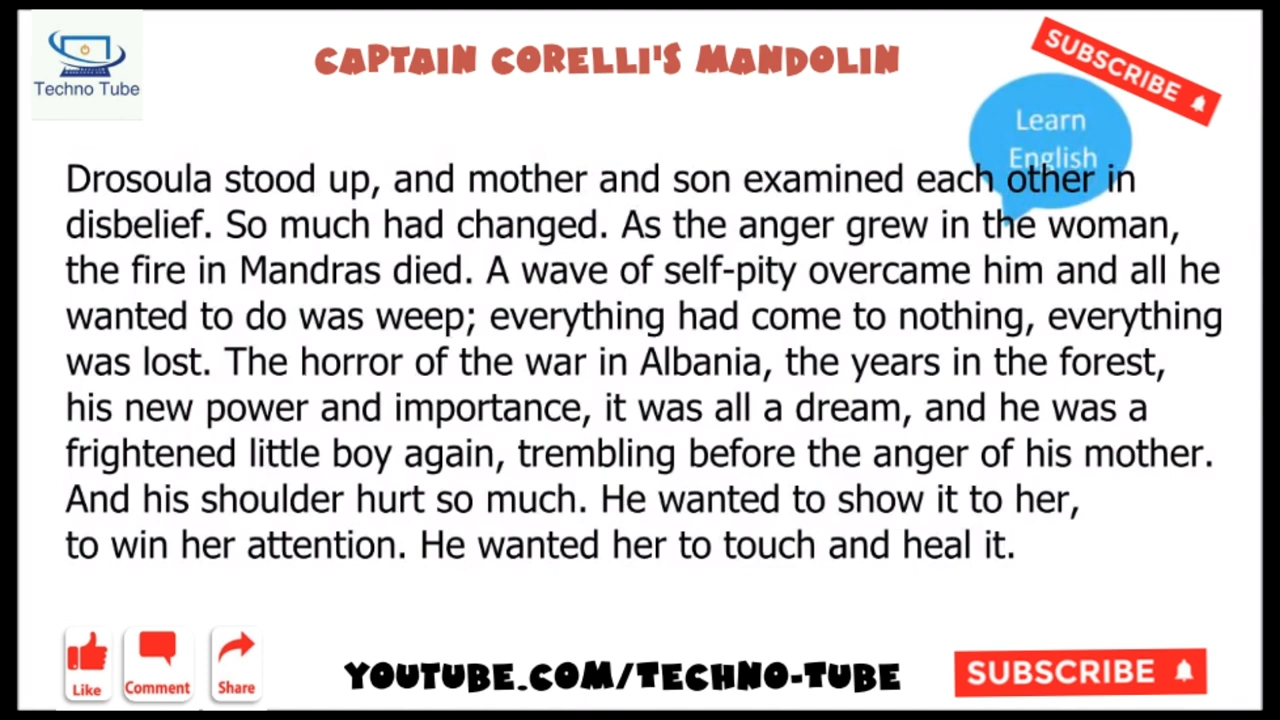 Techno Tube
CAPTAIN CORELLI'S MANDOLIN
SUBSCRIBE
Learn
English
Drosoula stood up, and mother and son examined each other in
disbelief. So much had changed. As the anger grew in the woman,
the fire in Mandras died. A wave of self-pity overcame him and all he
wanted to do was weep; everything had come to nothing, everything
was lost. The horror of the war in Albania, the years in the forest,
his new power and importance, it was all a dream, and he was a
frightened little boy again, trembling before the anger of his mother.
And his shoulder hurt so much. He wanted to show it to her,
to win her attention. He wanted her to touch and heal it.
Like
Comment
Share
YOUTUBE.COM/TECHNO-TUBE
SUBSCRIBE